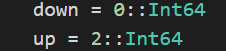 down = 0::Int64
up = 2::Int64